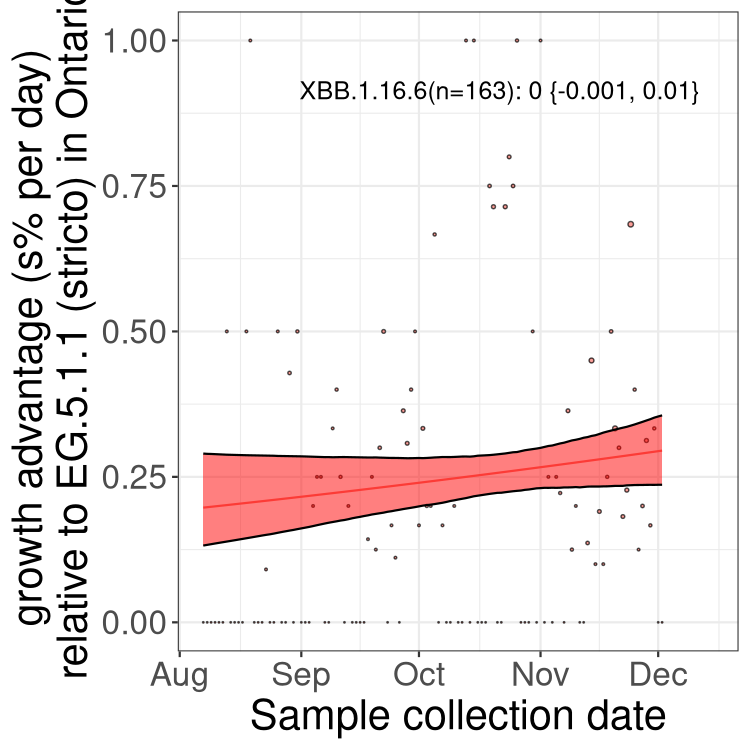 growth advantage (s% per day)
relative to EG.5.1.1 (stricto) in Ontario
1.00
0.75
0.50
0.25
0.00
XBB.1.16.6(n=163): 0 {-0.001, 0.01}
Aug Sep Oct Nov Dec
Sample collection date